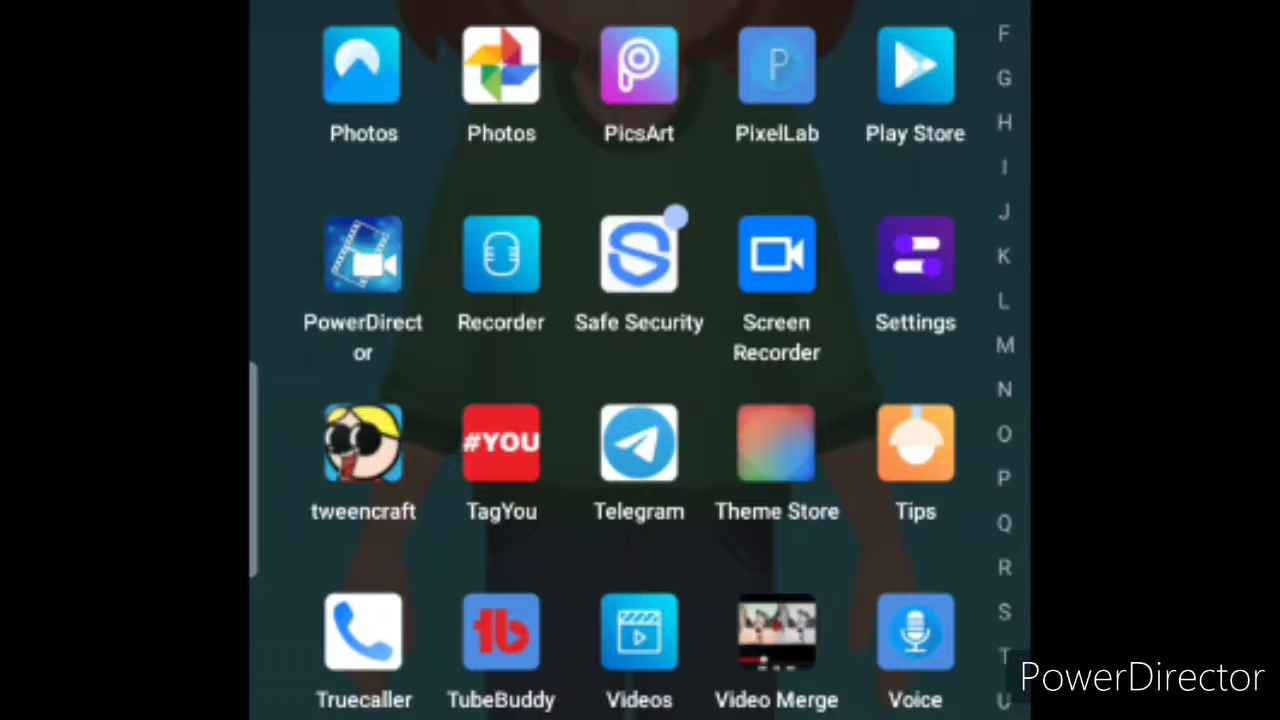 F
Photos Photos PicsArt PixelLab Play Store
G
H
I
J
K
L
PowerDirect Recorder Safe Security Screen Settings
or Recorder
M
N
#YOU
O
P
tweencraft TagYou Telegram Theme Store Tips
Q
R
S
T
U
tb
Truecaller TubeBuddy Videos Video Merge Voice
PowerDirector
P
S